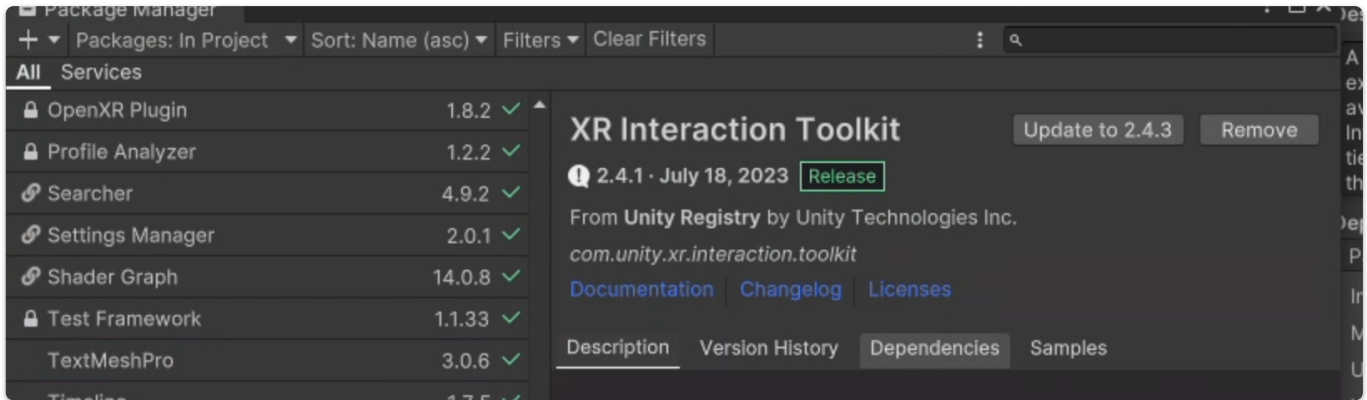 Package Manager
+ Packages: In Project Sort: Name (asc) Filters Clear Filters
All Services
OpenXR Plugin 1.8.2
Profile Analyzer 1.2.2
Searcher 4.9.2
Settings Manager 2.0.1
Shader Graph 14.0.8
Test Framework 1.1.33
TextMeshPro 3.0.6
Timeline 1.7.5
XR Interaction Toolkit
Update to 2.4.3 Remove
2.4.1 · July 18, 2023 Release
From Unity Registry by Unity Technologies Inc.
com.unity.xr.interaction.toolkit
Documentation Changelog Licenses
Description Version History Dependencies Samples